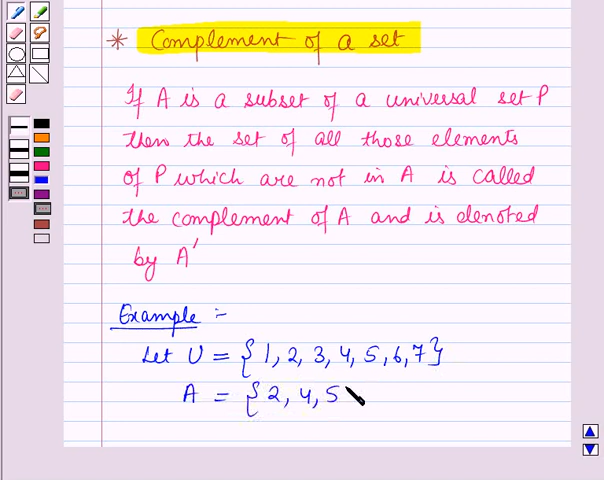 * Complement of a set
If A is a subset of a universal set P
then the set of all those elements
of P which are not in A is called
the complement of A and is denoted
by A'
Example :-
Let U = {1, 2, 3, 4, 5, 6, 7}
A = {2, 4, 5